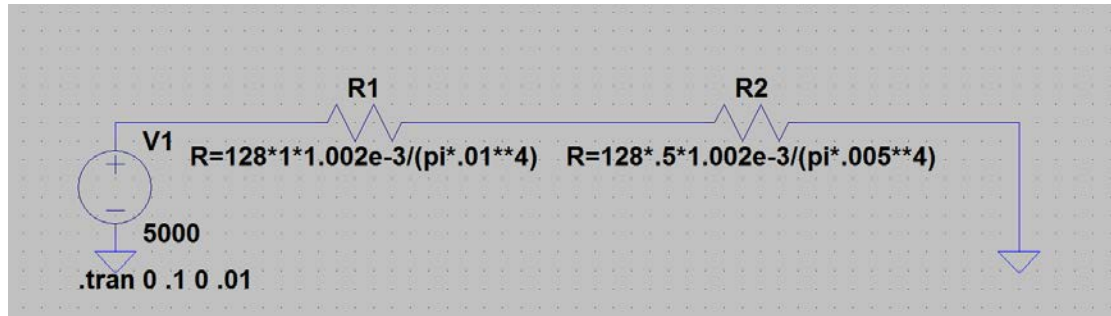 R1
R2
V1
R=128*1*1.002e-3/(pi*.01**4)
R=128*.5*1.002e-3/(pi*.005**4)
5000
.tran 0 .1 0 .01